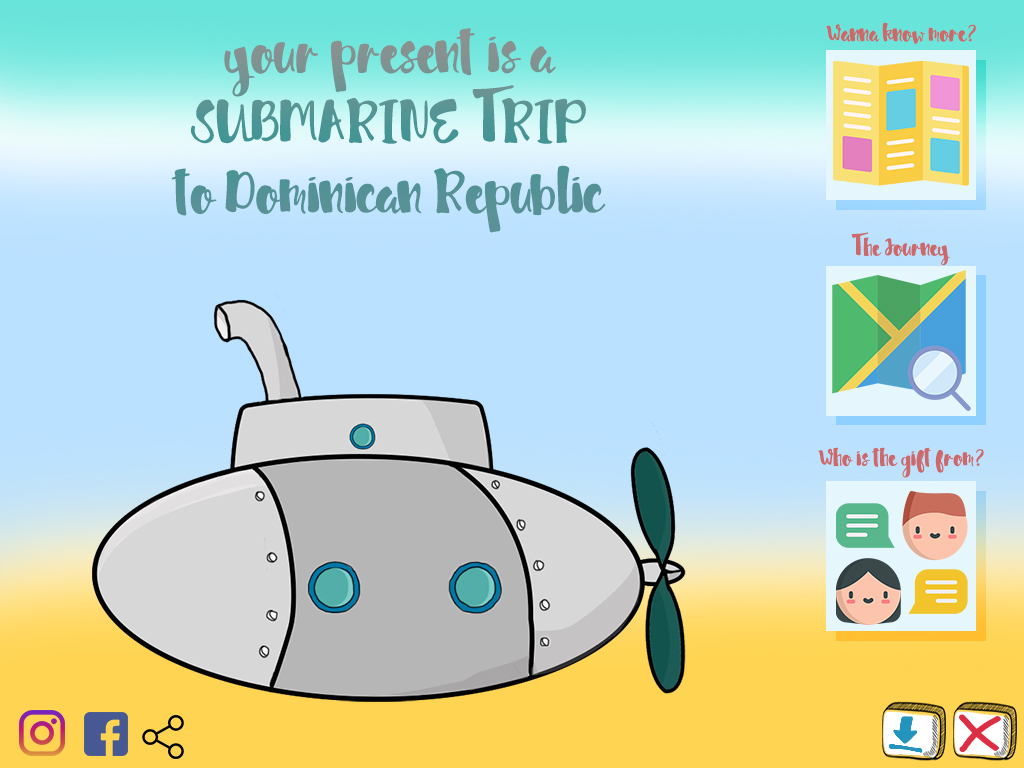 your present is a
SUBMARINE TRIP
to Dominican Republic
Wanna know more?
The Journey
Who is the gift from?